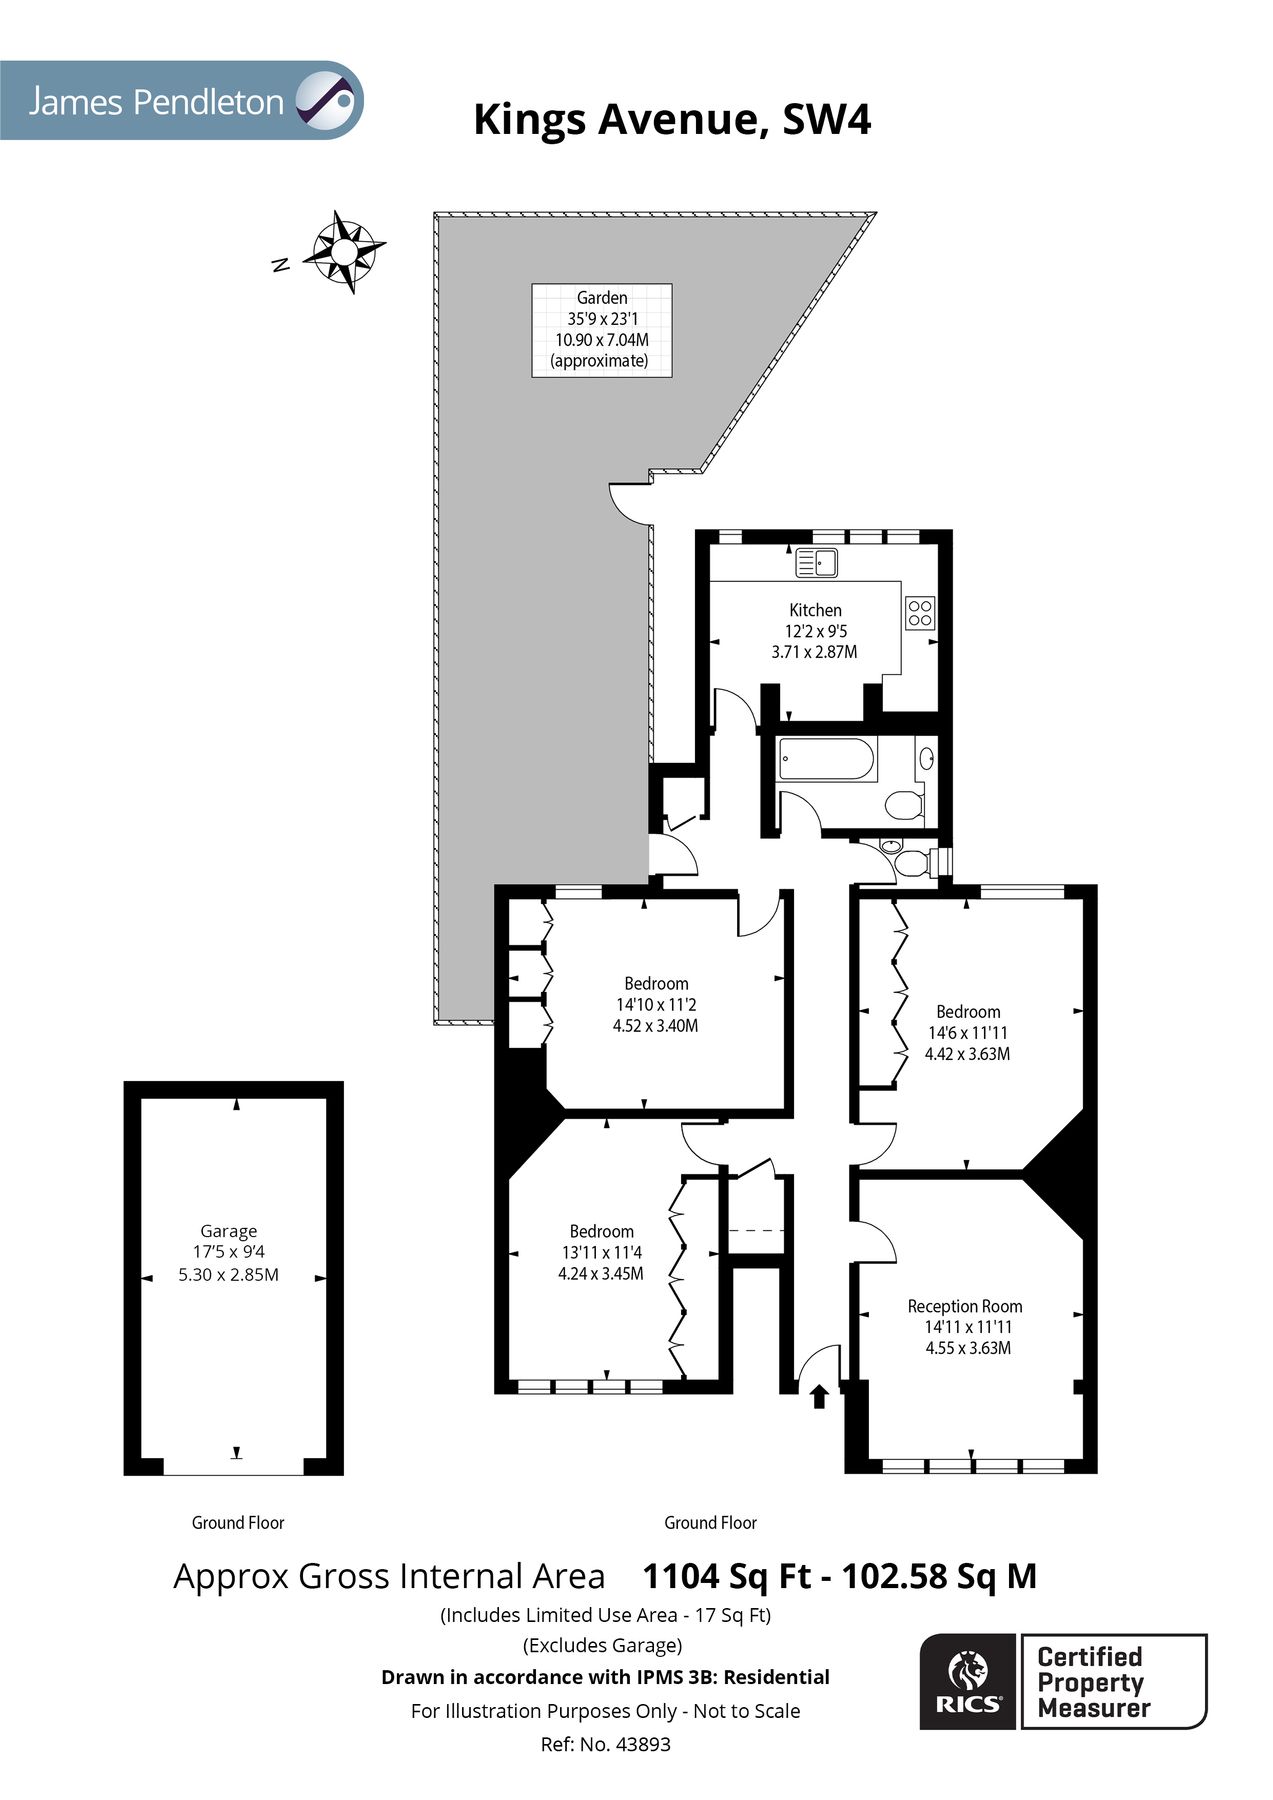 James Pendleton
Kings Avenue, SW4
N
Garden
35'9 x 23'1
10.90 x 7.04M
(approximate)
Kitchen
12'2 x 9'5
3.71 x 2.87M
Bedroom
14'10 x 11'2
4.52 x 3.40M
Bedroom
14'6 x 11'11
4.42 x 3.63M
Garage
17’5 x 9’4
5.30 x 2.85M
Bedroom
13'11 x 11'4
4.24 x 3.45M
Reception Room
14'11 x 11'11
4.55 x 3.63M
Ground Floor
Ground Floor
Approx Gross Internal Area 1104 Sq Ft - 102.58 Sq M
(Includes Limited Use Area - 17 Sq Ft)
(Excludes Garage)
Drawn in accordance with IPMS 3B: Residential
For Illustration Purposes Only - Not to Scale
Ref: No. 43893
RICS®
Certified
Property
Measurer